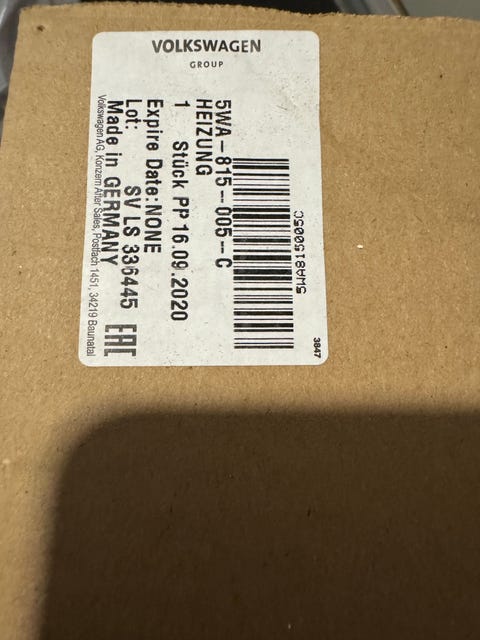 VOLKSWAGEN
GROUP
5WA-815--005-C
HEIZUNG
1 Stück PP 16.09.2020
Expire Date:NONE
Lot: SV LS 336445
Made in GERMANY
Volkswagen AG, Konzern After Sales, Postfach 1451, 34219 Baunatal
EAC
5WA815005C
3847